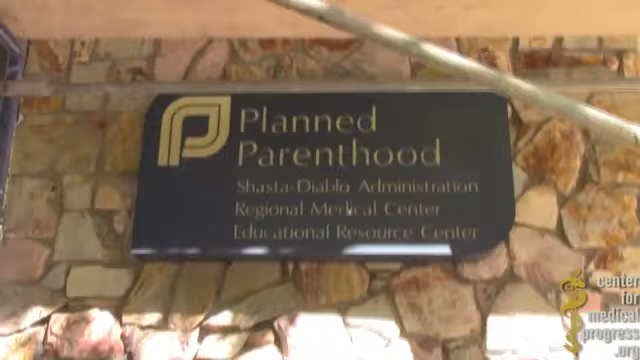 Planned
Parenthood
Shasta-Diablo Administration
Regional Medical Center
Educational Resource Center
center
for
medical
progress
.org